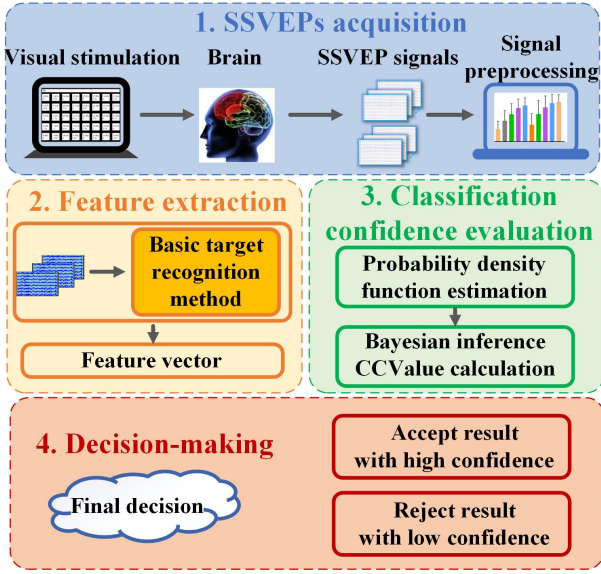 1. SSVEPs acquisition
Visual stimulation
Brain
SSVEP signals
Signal
preprocessing
2. Feature extraction
Basic target
recognition
method
Feature vector
3. Classification
confidence evaluation
Probability density
function estimation
Bayesian inference
CCValue calculation
4. Decision-making
Final decision
Accept result
with high confidence
Reject result
with low confidence